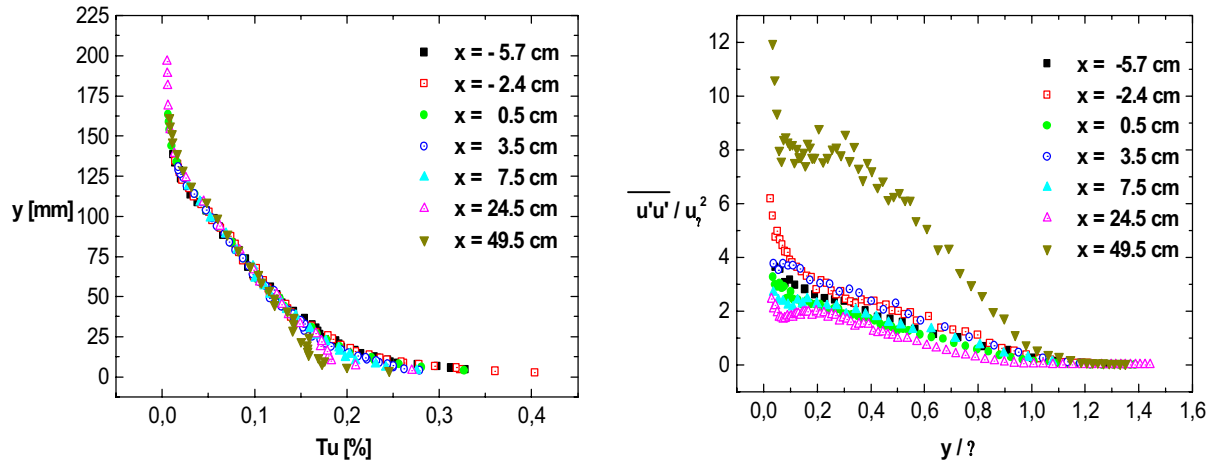 225
200
175
150
125
100
75
50
25
0
y [mm]
0,0 0,1 0,2 0,3 0,4
Tu [%]
x = - 5.7 cm
x = - 2.4 cm
x = 0.5 cm
x = 3.5 cm
x = 7.5 cm
x = 24.5 cm
x = 49.5 cm
12
10
8
6
4
2
0
u'u' / u?²
0,0 0,2 0,4 0,6 0,8 1,0 1,2 1,4 1,6
y / ?
x = -5.7 cm
x = -2.4 cm
x = 0.5 cm
x = 3.5 cm
x = 7.5 cm
x = 24.5 cm
x = 49.5 cm